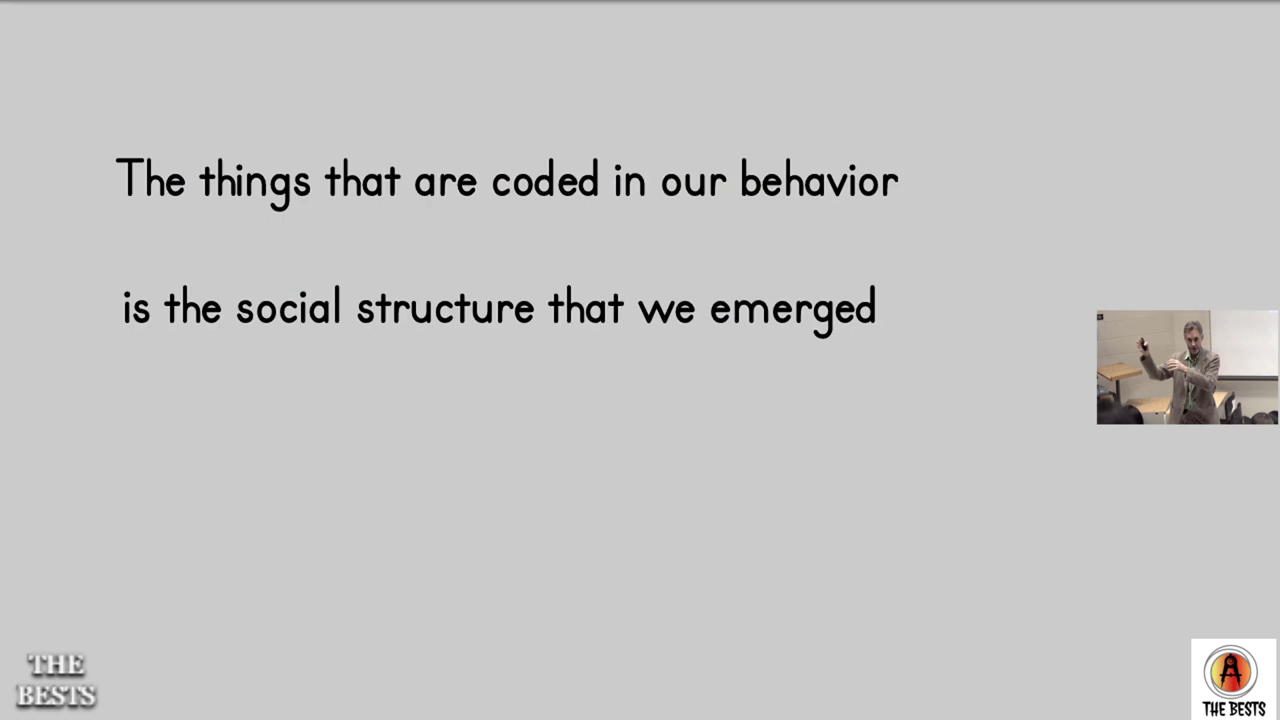 The things that are coded in our behavior
is the social structure that we emerged
THE
BESTS
THE BESTS